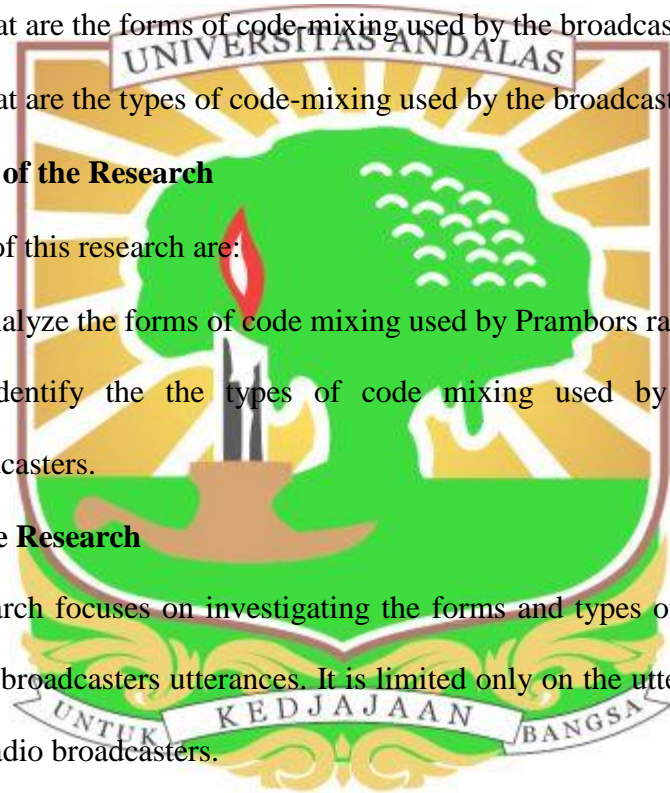 at are the forms of code-mixing used by the broadcas
UNIVERSITAS ANDALAS
at are the types of code-mixing used by the broadcast
of the Research
of this research are:
alyze the forms of code mixing used by Prambors ra
dentify the the types of code mixing used by
dcasters.
e Research
arch focuses on investigating the forms and types o
broadcasters utterances. It is limited only on the utte
UNTUK KEDJAJAAN BANGSA
adio broadcasters.